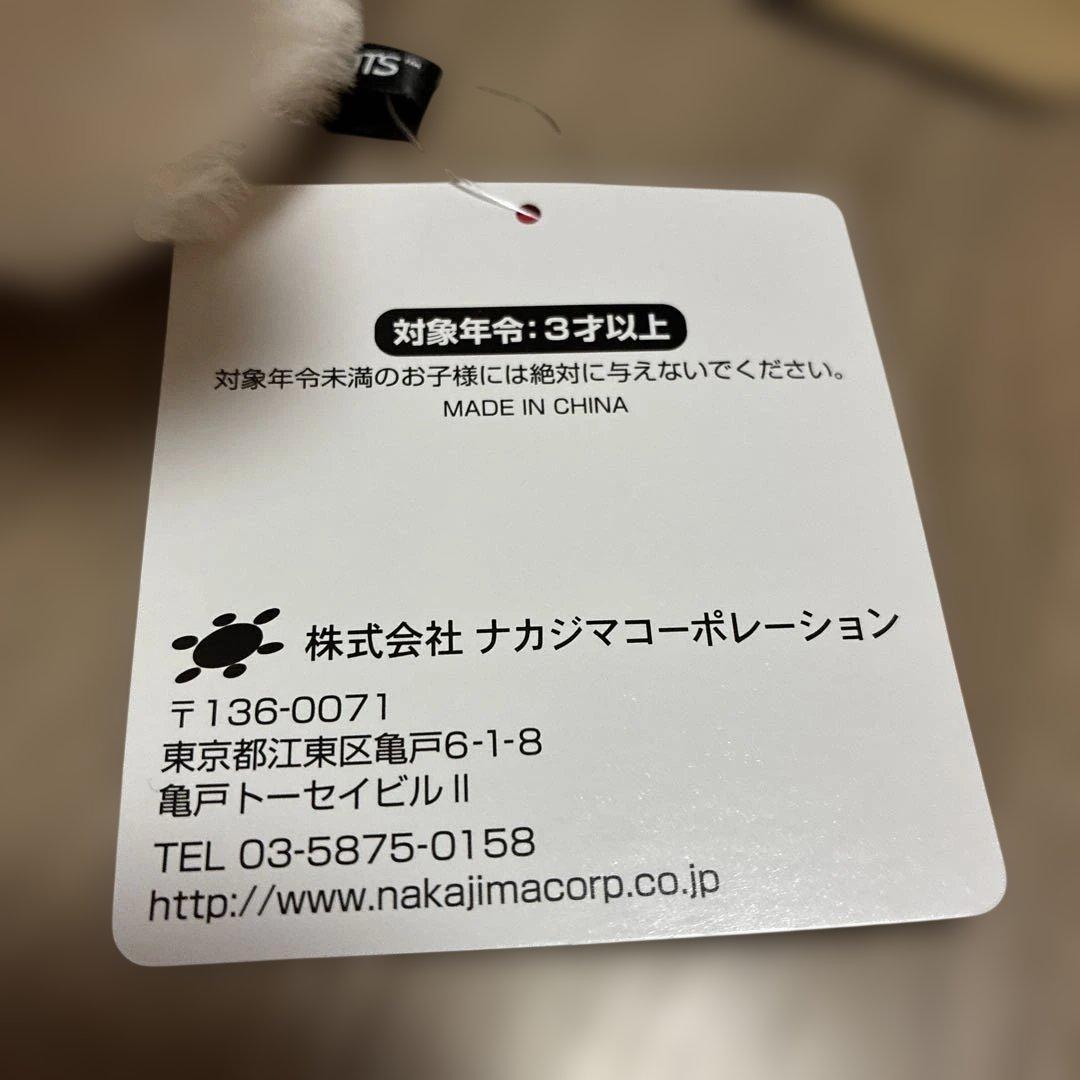 対象年令:3才以上
対象年令未満のお子様には絶対に与えないでください。
MADE IN CHINA
株式会社 ナカジマコーポレーション
〒136-0071
東京都江東区亀戸6-1-8
亀戸トーセイビルⅡ
TEL 03-5875-0158
http://www.nakajimacorp.co.jp